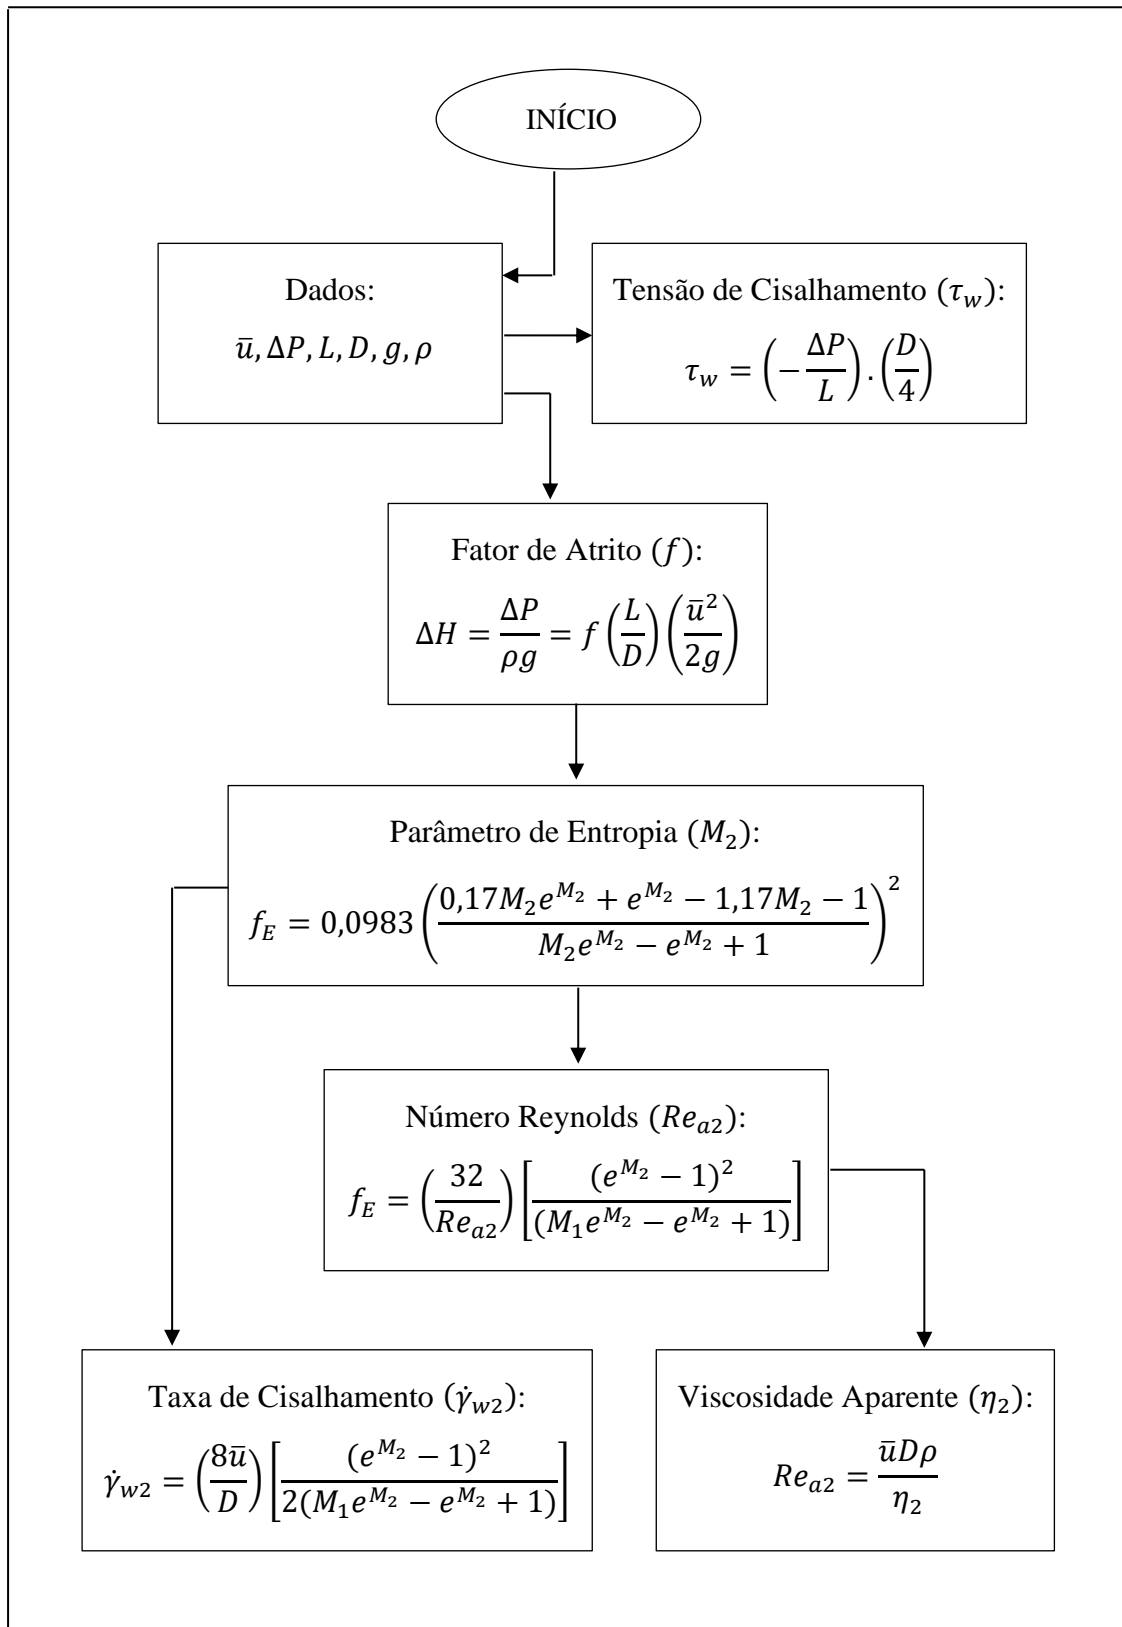 INÍCIO
Dados:
ū, ΔP, L, D, g, ρ
Tensão de Cisalhamento (τ_w):
τ_w = (−ΔP/L).(D/4)
Fator de Atrito (f):
ΔH = ΔP/ρg = f(L/D)(ū²/2g)
Parâmetro de Entropia (M₂):
f_E = 0,0983((0,17M₂e^{M₂} + e^{M₂} − 1,17M₂ − 1)/(M₂e^{M₂} − e^{M₂} + 1))²
Número Reynolds (Re_{a2}):
f_E = (32/Re_{a2})[(e^{M₂} − 1)²/(M₁e^{M₂} − e^{M₂} + 1)]
Taxa de Cisalhamento (γ̇_{w2}):
γ̇_{w2} = (8ū/D)[(e^{M₂} − 1)²/2(M₁e^{M₂} − e^{M₂} + 1)]
Viscosidade Aparente (η₂):
Re_{a2} = ūDρ/η₂